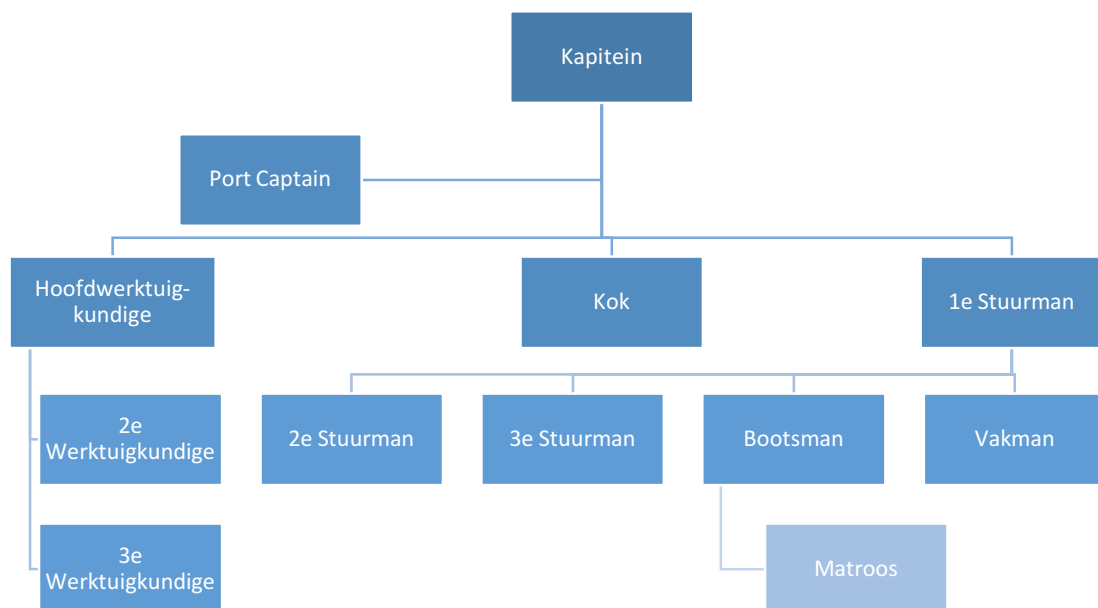 Kapitein
Port Captain
Hoofdwerktuig-
kundige
Kok
1e Stuurman
2e
Werktuigkundige
2e Stuurman
3e Stuurman
Bootsman
Vakman
3e
Werktuigkundige
Matroos